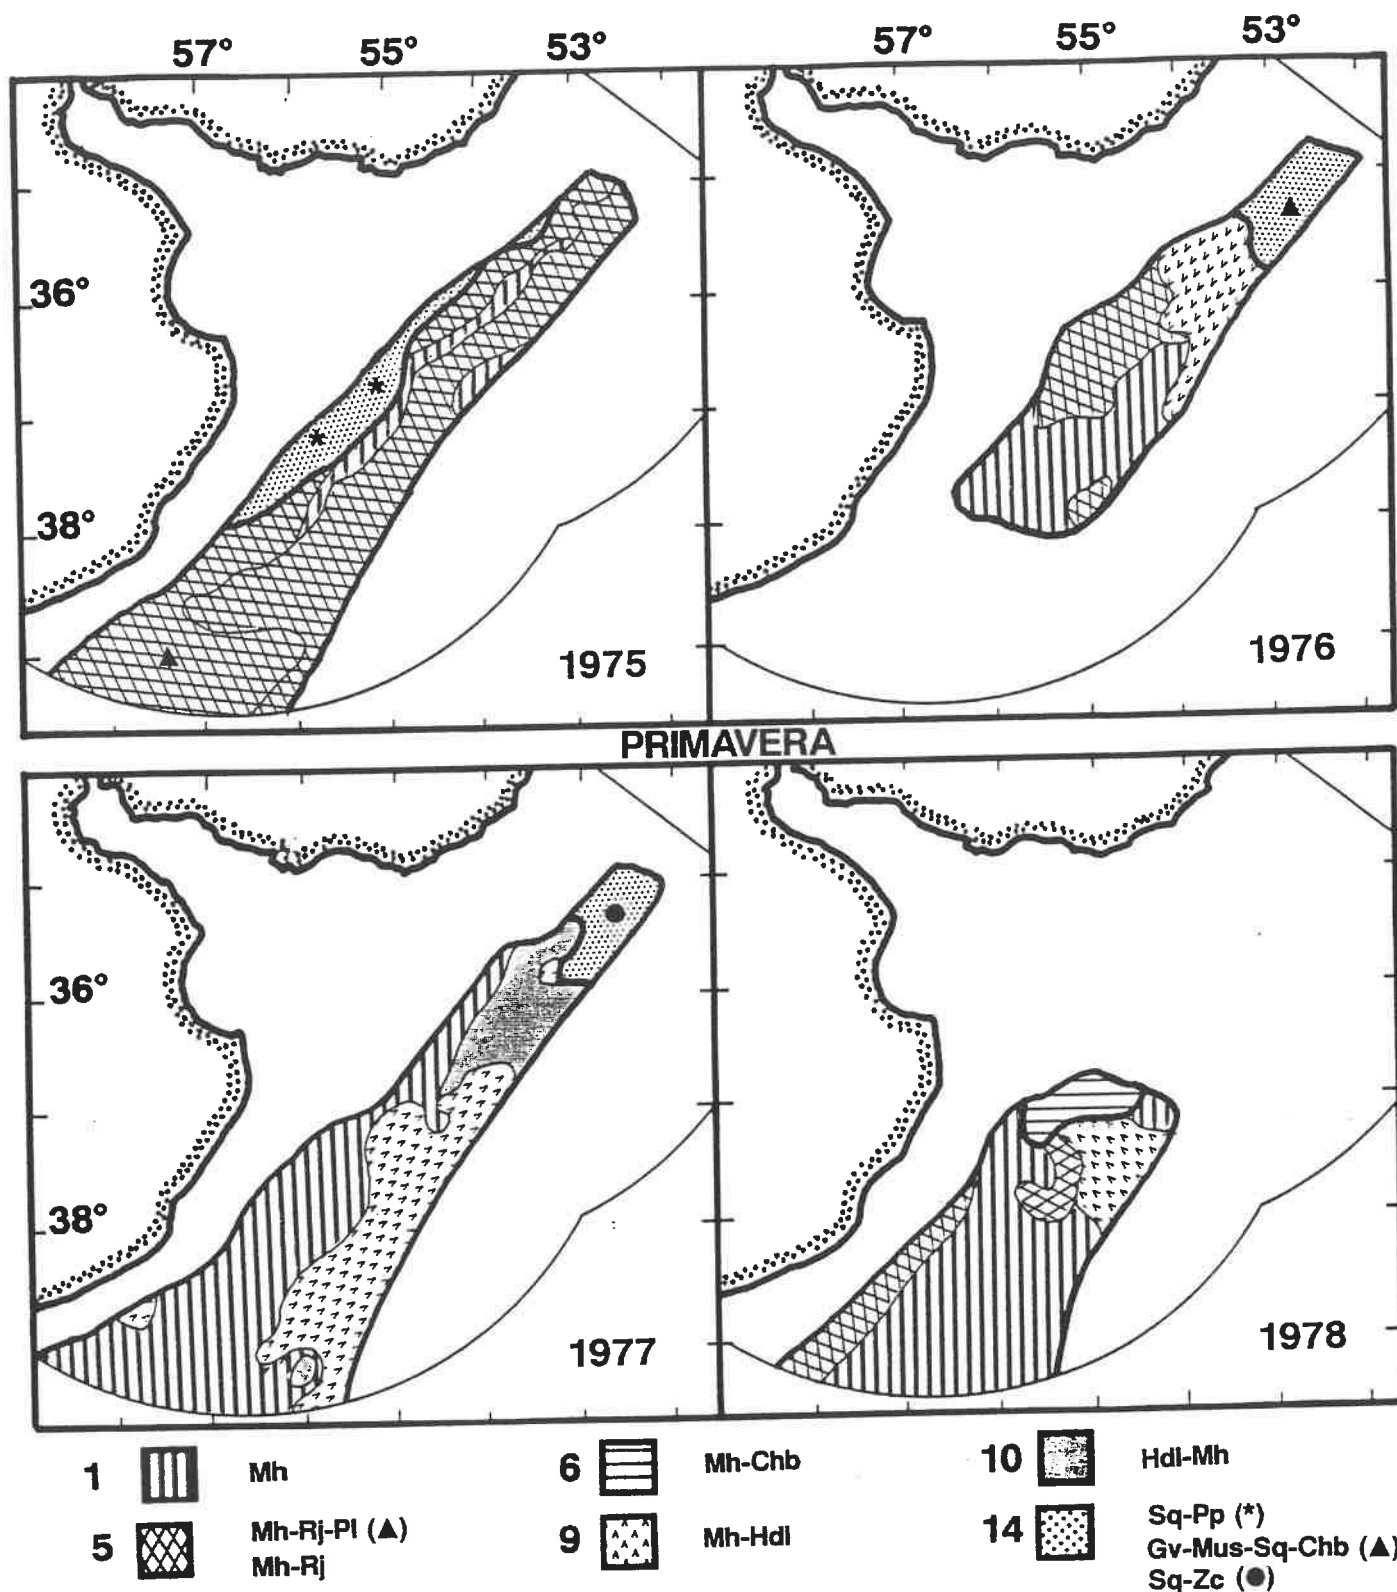 57° 55° 53° 57° 55° 53°
36°
38°
1975 1976
PRIMAVERA
36°
38°
1977 1978
1 Mh
5 Mh-Rj-Pl (▲)
Mh-Rj
6 Mh-Chb
9 Mh-Hdl
10 Hdl-Mh
14 Sq-Pp (*)
Gv-Mus-Sq-Chb (▲)
Sq-Zc (●)